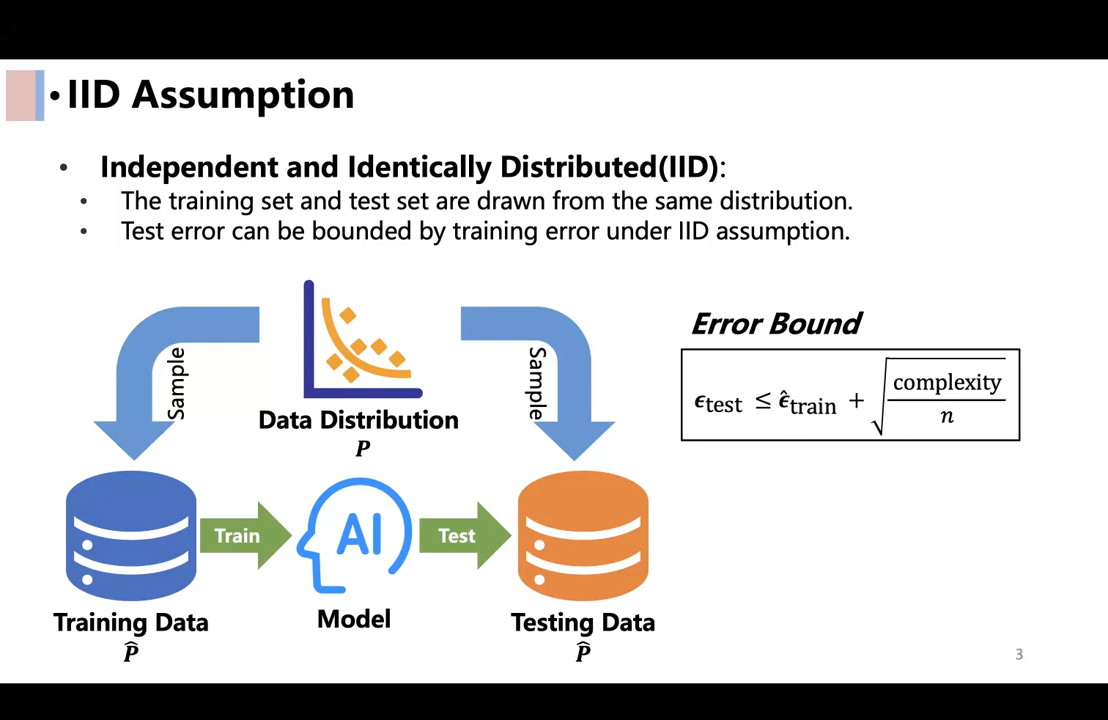 • IID Assumption
• Independent and Identically Distributed(IID):
• The training set and test set are drawn from the same distribution.
• Test error can be bounded by training error under IID assumption.
Sample
Sample
Data Distribution
P
Error Bound
ϵ_test ≤ ϵ̂_train + √(complexity/n)
Train
AI
Test
Training Data
P̂
Model
Testing Data
P̂
3